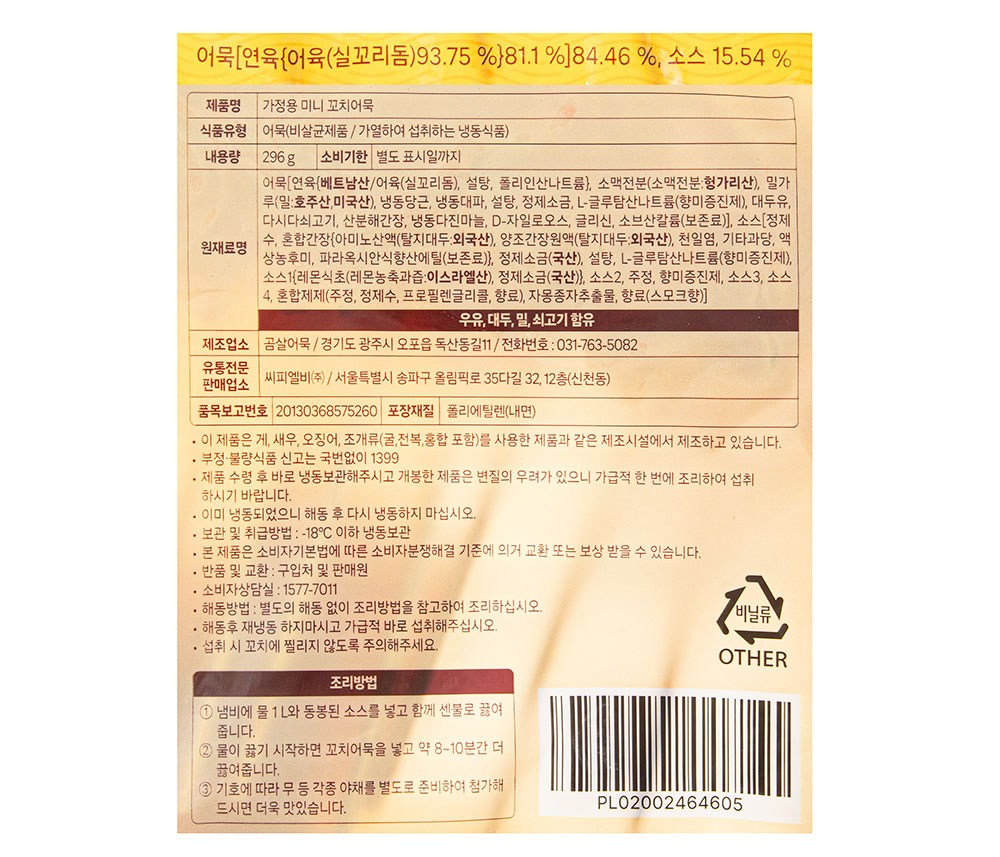 어묵[연육{어육(실꼬리돔)93.75 %}81.1 %]84.46 %, 소스 15.54 %
제품명 가정용 미니 꼬치어묵
식품유형 어묵(비살균제품 / 가열하여 섭취하는 냉동식품)
내용량 296 g 소비기한 별도 표시일까지
원재료명
어묵[연육{베트남산/어육(실꼬리돔), 설탕, 폴리인산나트륨}, 소맥전분(소맥전분:헝가리산), 밀가
루(밀:호주산,미국산), 냉동당근, 냉동대파, 설탕, 정제소금, L-글루탐산나트륨(향미증진제), 대두유,
다시다쇠고기, 산분해간장, 냉동다진마늘, D-자일로오스, 글리신, 소브산칼륨(보존료)], 소스[정제
수, 혼합간장{아미노산액(탈지대두:외국산), 양조간장원액(탈지대두:외국산), 천일염, 기타과당, 액
상농후미, 파라옥시안식향산에틸(보존료)}, 정제소금(국산), 설탕, L-글루탐산나트륨(향미증진제),
소스1{레몬식초(레몬농축과즙:이스라엘산), 정제소금(국산)}, 소스2, 주정, 향미증진제, 소스3, 소스
4, 혼합제제(주정, 정제수, 프로필렌글리콜, 향료), 자몽종자추출물, 향료(스모크향)]
우유, 대두, 밀, 쇠고기 함유
제조업소 곰살어묵 / 경기도 광주시 오포읍 독산동길11 / 전화번호 : 031-763-5082
유통전문
판매업소 씨피엘비㈜ / 서울특별시 송파구 올림픽로 35다길 32, 12층(신천동)
품목보고번호 20130368575260 포장재질 폴리에틸렌(내면)
• 이 제품은 게, 새우, 오징어, 조개류(굴,전복,홍합 포함)를 사용한 제품과 같은 제조시설에서 제조하고 있습니다.
• 부정·불량식품 신고는 국번없이 1399
• 제품 수령 후 바로 냉동보관해주시고 개봉한 제품은 변질의 우려가 있으니 가급적 한 번에 조리하여 섭취
하시기 바랍니다.
• 이미 냉동되었으니 해동 후 다시 냉동하지 마십시오.
• 보관 및 취급방법 : -18℃ 이하 냉동보관
• 본 제품은 소비자기본법에 따른 소비자분쟁해결 기준에 의거 교환 또는 보상 받을 수 있습니다.
• 반품 및 교환 : 구입처 및 판매원
• 소비자상담실 : 1577-7011
• 해동방법 : 별도의 해동 없이 조리방법을 참고하여 조리하십시오.
• 해동후 재냉동 하지마시고 가급적 바로 섭취해주십시오.
• 섭취 시 꼬치에 찔리지 않도록 주의해주세요.
비닐류
OTHER
조리방법
① 냄비에 물 1 L와 동봉된 소스를 넣고 함께 센불로 끓여
줍니다.
② 물이 끓기 시작하면 꼬치어묵을 넣고 약 8~10분간 더
끓여줍니다.
③ 기호에 따라 무 등 각종 야채를 별도로 준비하여 첨가해
드시면 더욱 맛있습니다.
PL02002464605